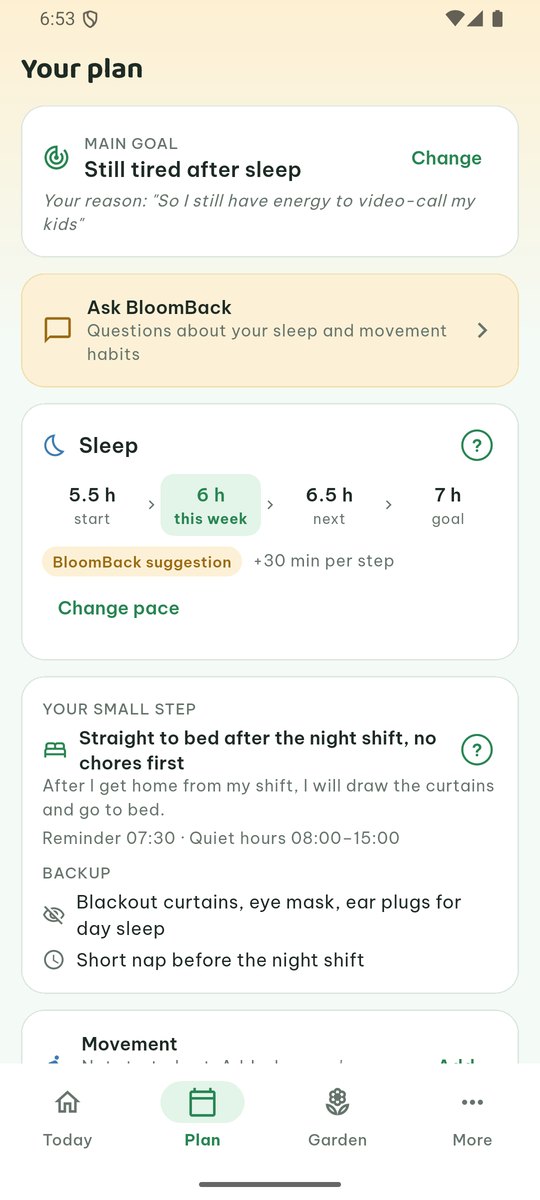 6:53
Your plan
MAIN GOAL
Still tired after sleep
Change
Your reason: "So I still have energy to video-call my
kids"
Ask BloomBack
Questions about your sleep and movement
habits
Sleep
?
5.5 h
start
6 h
this week
6.5 h
next
7 h
goal
BloomBack suggestion
+30 min per step
Change pace
YOUR SMALL STEP
Straight to bed after the night shift, no
chores first
?
After I get home from my shift, I will draw the curtains
and go to bed.
Reminder 07:30 · Quiet hours 08:00–15:00
BACKUP
Blackout curtains, eye mask, ear plugs for
day sleep
Short nap before the night shift
Movement
Today
Plan
Garden
More